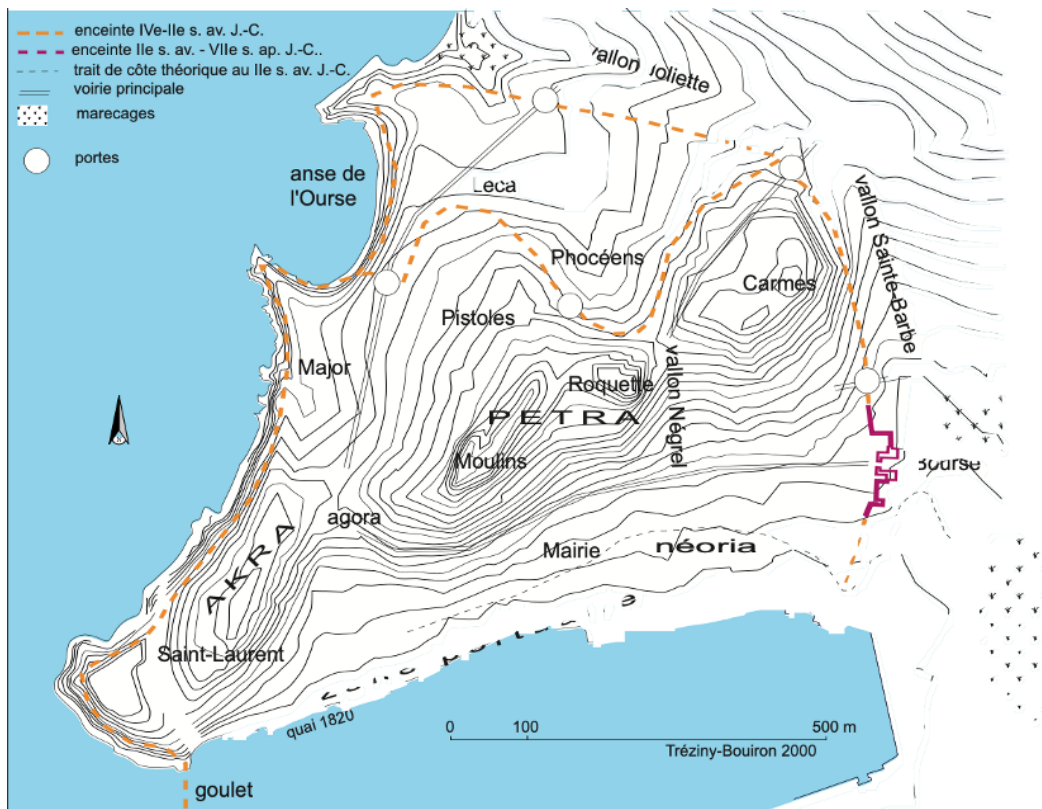 enceinte IVe-IIe s. av. J.-C.
enceinte IIe s. av. - VIIe s. ap. J.-C..
trait de côte théorique au IIe s. av. J.-C.
voirie principale
marecages
portes
vallon Joliette
anse de
l'Ourse
Leca
vallon Sainte-Barbe
Phocéens
Carmes
Pistoles
Major
vallon Négrel
Roquette
PETRA
Moulins
Bourse
agora
AKRA
Mairie
néoria
Saint-Laurent
quai 1820
0 100 500 m
Tréziny-Bouiron 2000
goulet
N